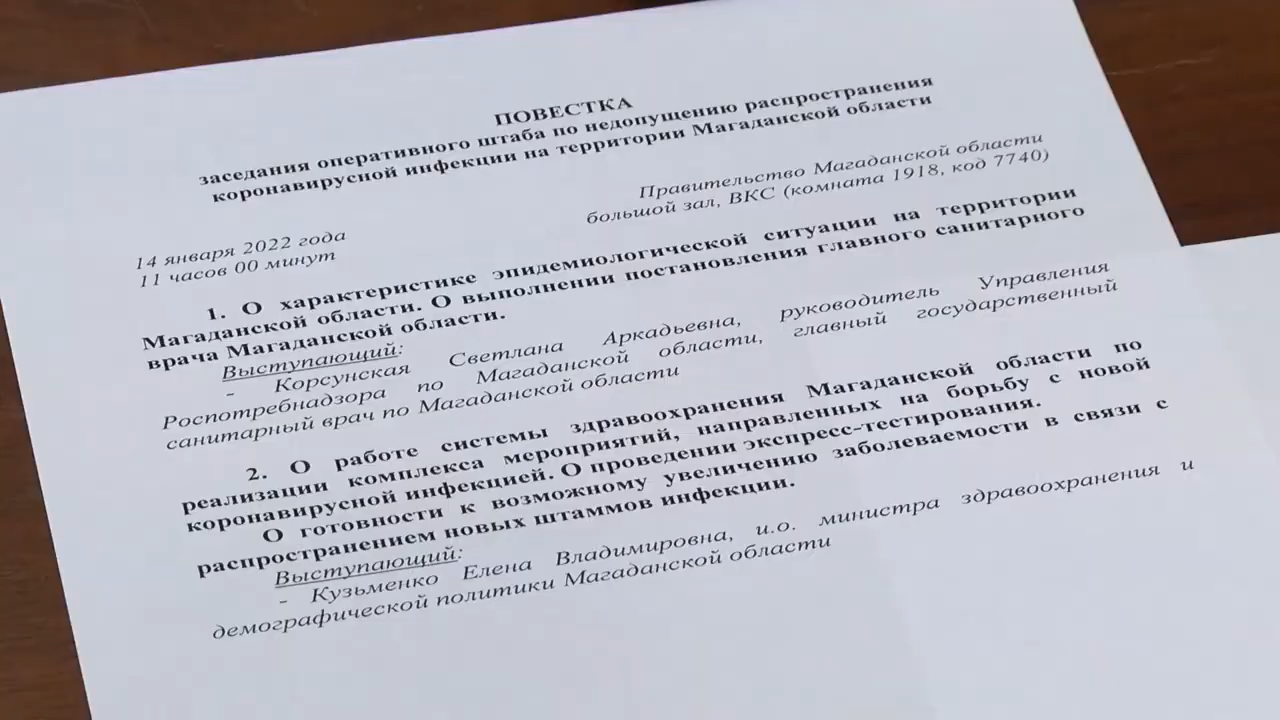 ПОВЕСТКА
заседания оперативного штаба по недопущению распространения
коронавирусной инфекции на территории Магаданской области
Правительство Магаданской области
большой зал, ВКС (комната 1918, код 7740)
14 января 2022 года
11 часов 00 минут
1. О характеристике эпидемиологической ситуации на территории
Магаданской области. О выполнении постановления главного санитарного
врача Магаданской области.
Выступающий:
- Корсунская Светлана Аркадьевна, руководитель Управления
Роспотребнадзора по Магаданской области, главный государственный
санитарный врач по Магаданской области
2. О работе системы здравоохранения Магаданской области по
реализации комплекса мероприятий, направленных на борьбу с новой
коронавирусной инфекцией. О проведении экспресс-тестирования.
О готовности к возможному увеличению заболеваемости в связи с
распространением новых штаммов инфекции.
Выступающий:
- Кузьменко Елена Владимировна, и.о. министра здравоохранения и
демографической политики Магаданской области